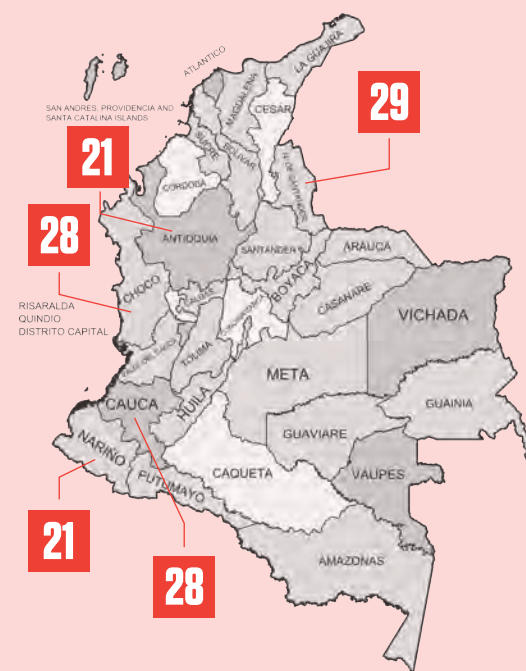 ATLANTICO
LA GUAJIRA
MAGDALENA
CESAR
SAN ANDRES, PROVIDENCIA AND
SANTA CATALINA ISLANDS
29
21
SUCRE
BOLIVAR
N. DE SANTANDER
CORDOBA
28
ANTIOQUIA
SANTANDER
ARAUCA
CHOCO
CALDAS
BOYACA
CASANARE
RISARALDA
QUINDIO
DISTRITO CAPITAL
VICHADA
TOLIMA
META
CAUCA
HUILA
GUAINIA
NARIÑO
GUAVIARE
CAQUETA
VAUPES
PUTUMAYO
21
28
AMAZONAS